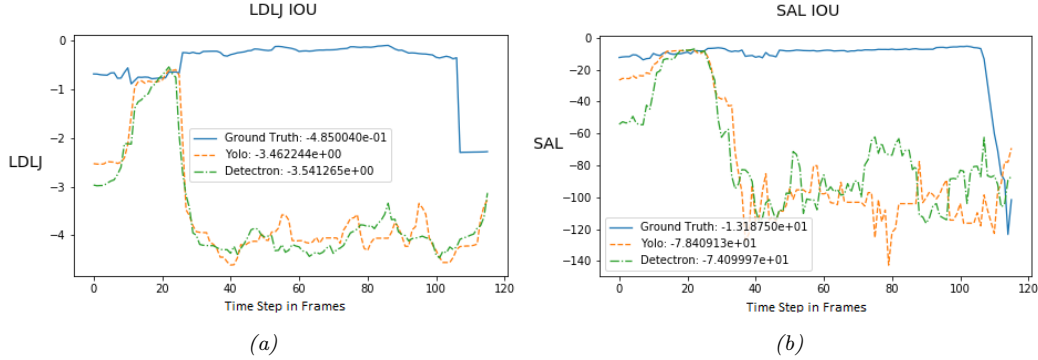 LDLJ IOU
0
−1
−2
−3
−4
LDLJ
Ground Truth: -4.850040e-01
Yolo: -3.462244e+00
Detectron: -3.541265e+00
0
20
40
60
80
100
120
Time Step in Frames
(a)
SAL IOU
0
−20
−40
−60
−80
−100
−120
−140
SAL
Ground Truth: -1.318750e+01
Yolo: -7.840913e+01
Detectron: -7.409997e+01
0
20
40
60
80
100
120
Time Step in Frames
(b)